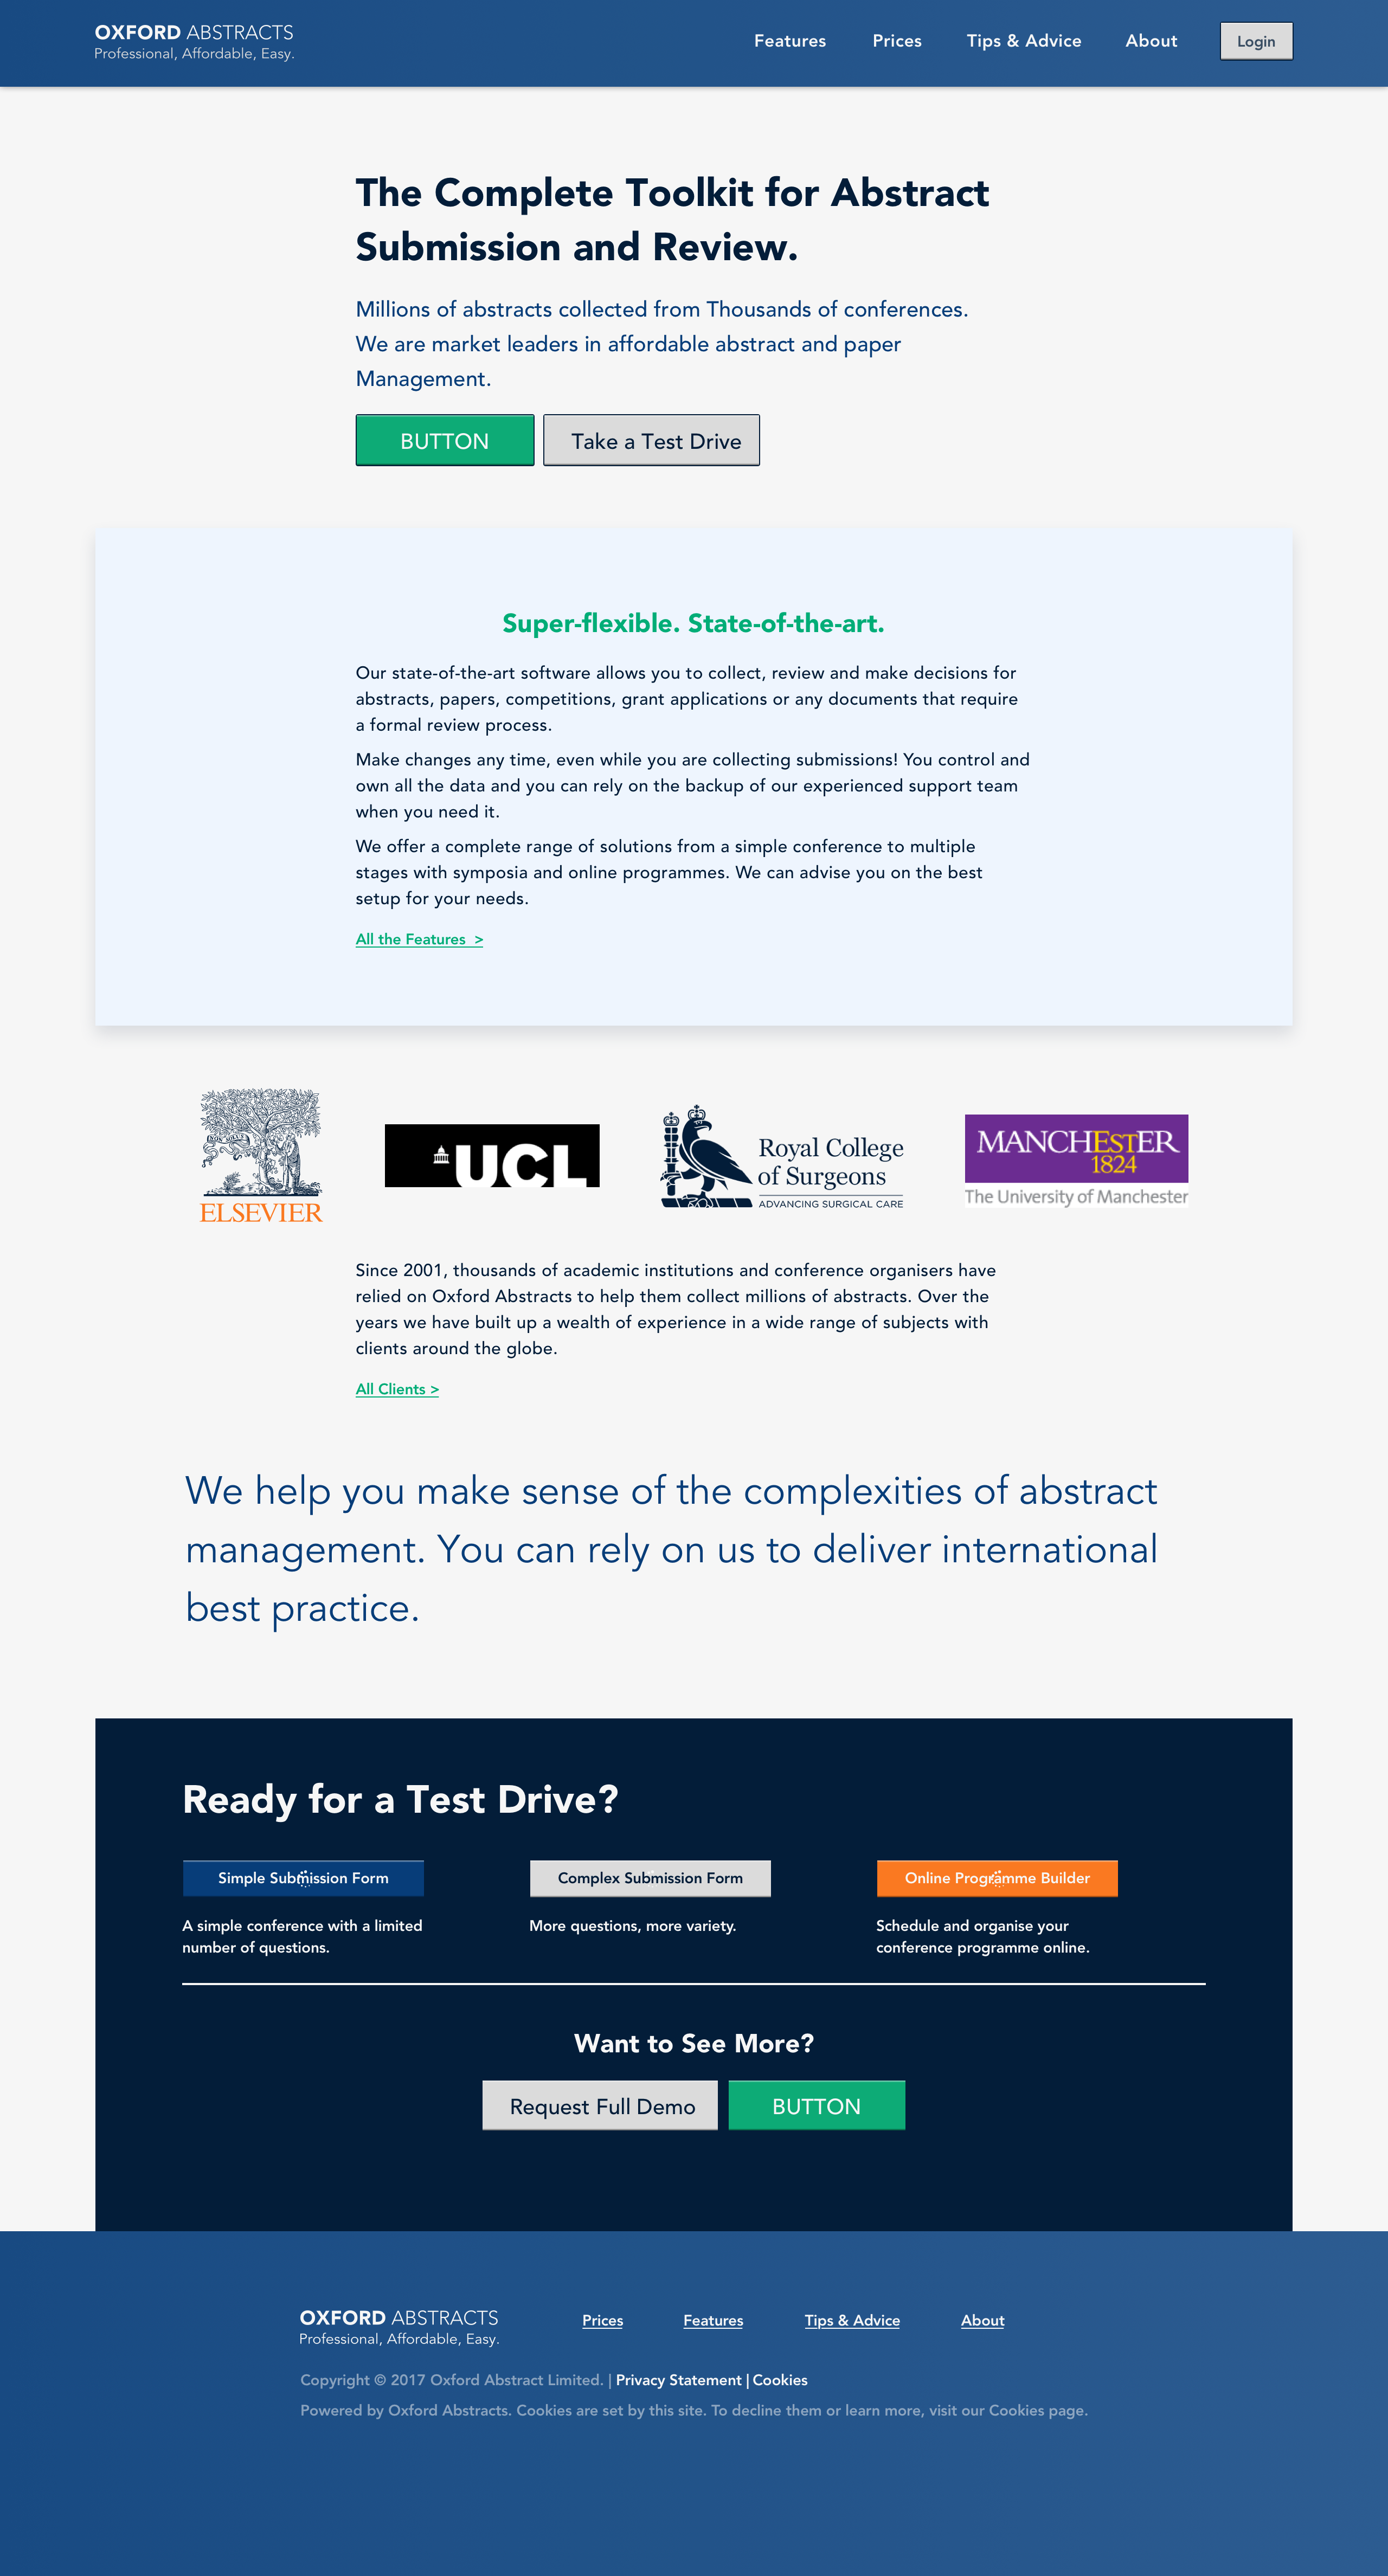 OXFORD ABSTRACTS
Professional, Affordable, Easy.
Features Prices Tips & Advice About Login
The Complete Toolkit for Abstract
Submission and Review.
Millions of abstracts collected from Thousands of conferences.
We are market leaders in affordable abstract and paper
Management.
BUTTON Take a Test Drive
Super-flexible. State-of-the-art.
Our state-of-the-art software allows you to collect, review and make decisions for
abstracts, papers, competitions, grant applications or any documents that require
a formal review process.
Make changes any time, even while you are collecting submissions! You control and
own all the data and you can rely on the backup of our experienced support team
when you need it.
We offer a complete range of solutions from a simple conference to multiple
stages with symposia and online programmes. We can advise you on the best
setup for your needs.
All the Features >
ELSEVIER
UCL
Royal College
of Surgeons
ADVANCING SURGICAL CARE
MANCHESTER
1824
The University of Manchester
Since 2001, thousands of academic institutions and conference organisers have
relied on Oxford Abstracts to help them collect millions of abstracts. Over the
years we have built up a wealth of experience in a wide range of subjects with
clients around the globe.
All Clients >
We help you make sense of the complexities of abstract
management. You can rely on us to deliver international
best practice.
Ready for a Test Drive?
Simple Submission Form Complex Submission Form Online Programme Builder
A simple conference with a limited
number of questions.
More questions, more variety.
Schedule and organise your
conference programme online.
Want to See More?
Request Full Demo BUTTON
OXFORD ABSTRACTS
Professional, Affordable, Easy.
Prices Features Tips & Advice About
Copyright © 2017 Oxford Abstract Limited. | Privacy Statement | Cookies
Powered by Oxford Abstracts. Cookies are set by this site. To decline them or learn more, visit our Cookies page.